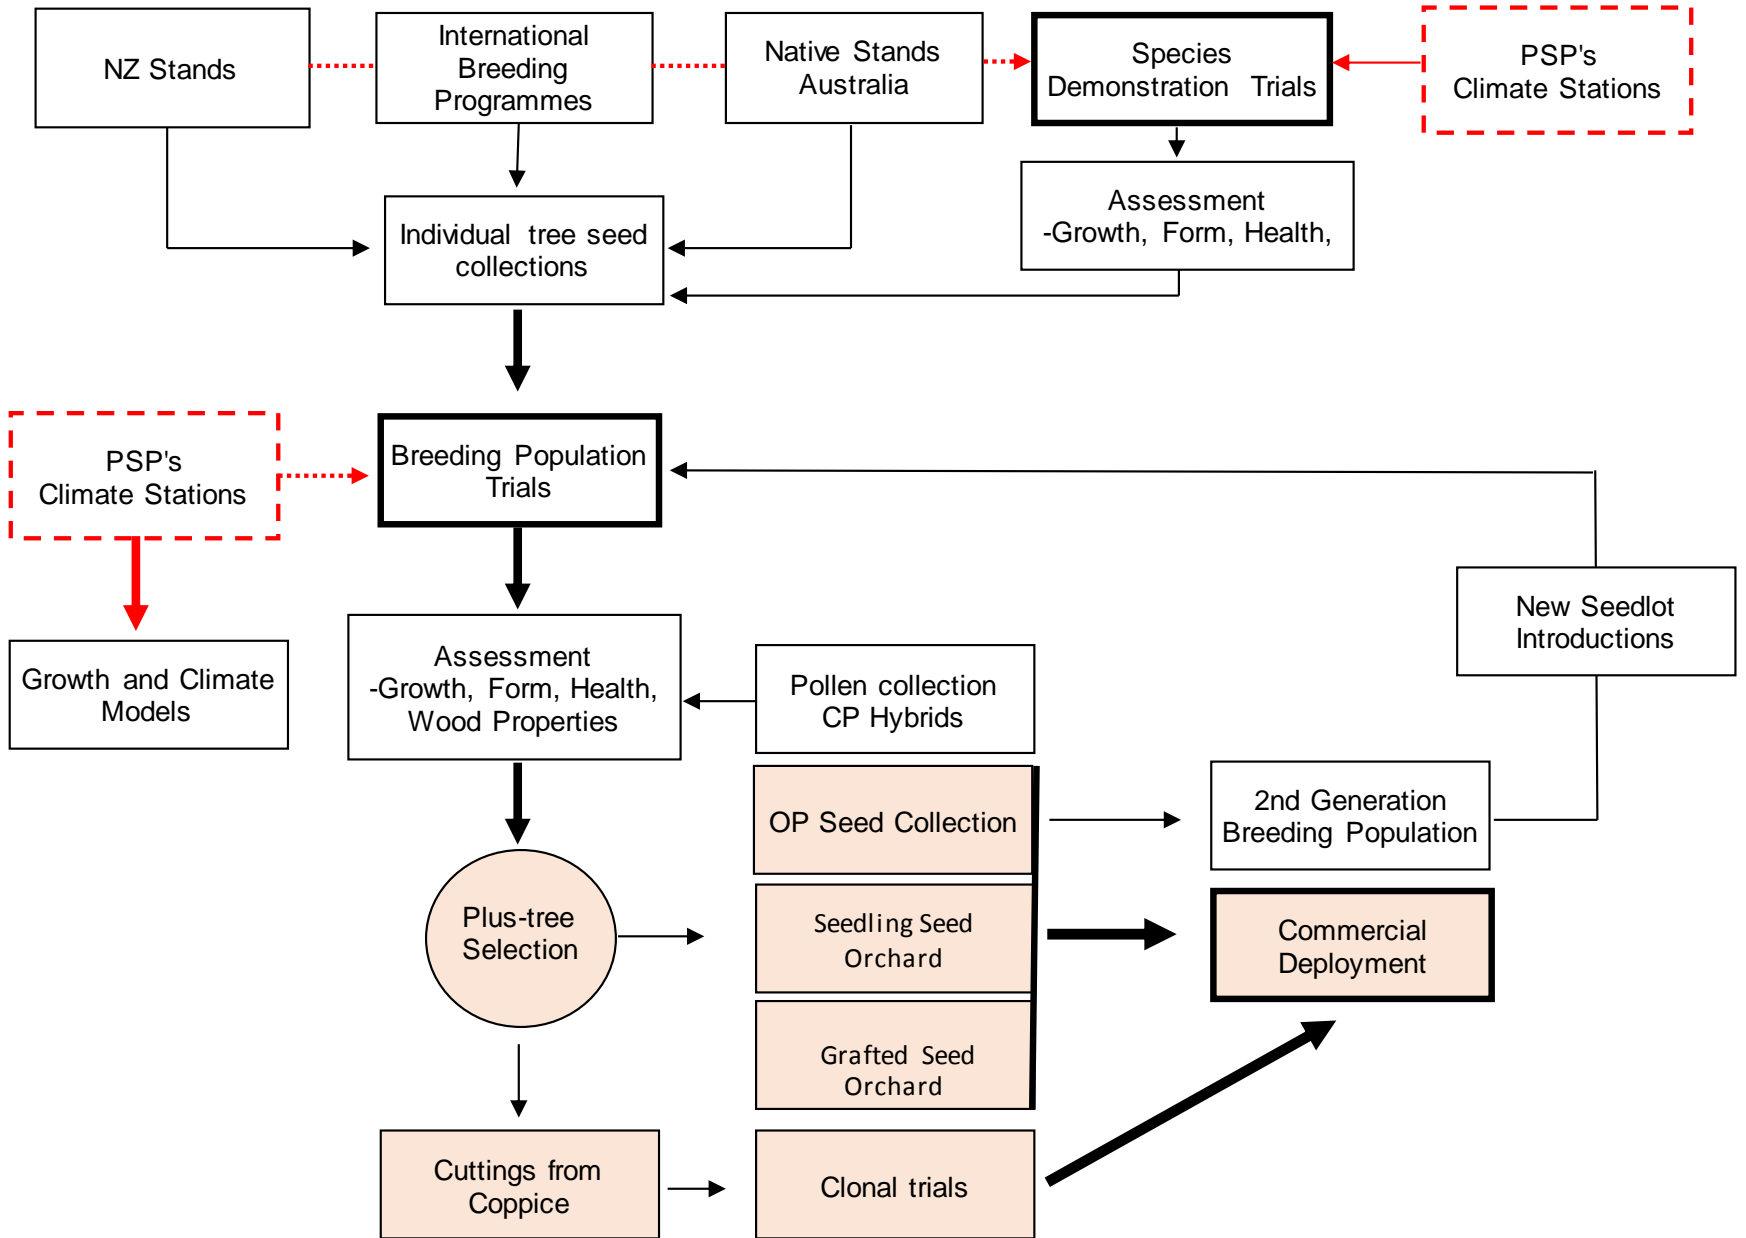 NZ Stands
International
Breeding
Programmes
Native Stands
Australia
Species
Demonstration Trials
PSP's
Climate Stations
Individual tree seed
collections
Assessment
-Growth, Form, Health,
PSP's
Climate Stations
Breeding Population
Trials
New Seedlot
Introductions
Growth and Climate
Models
Assessment
-Growth, Form, Health,
Wood Properties
Pollen collection
CP Hybrids
OP Seed Collection
2nd Generation
Breeding Population
Plus-tree
Selection
Seedling Seed
Orchard
Commercial
Deployment
Grafted Seed
Orchard
Cuttings from
Coppice
Clonal trials